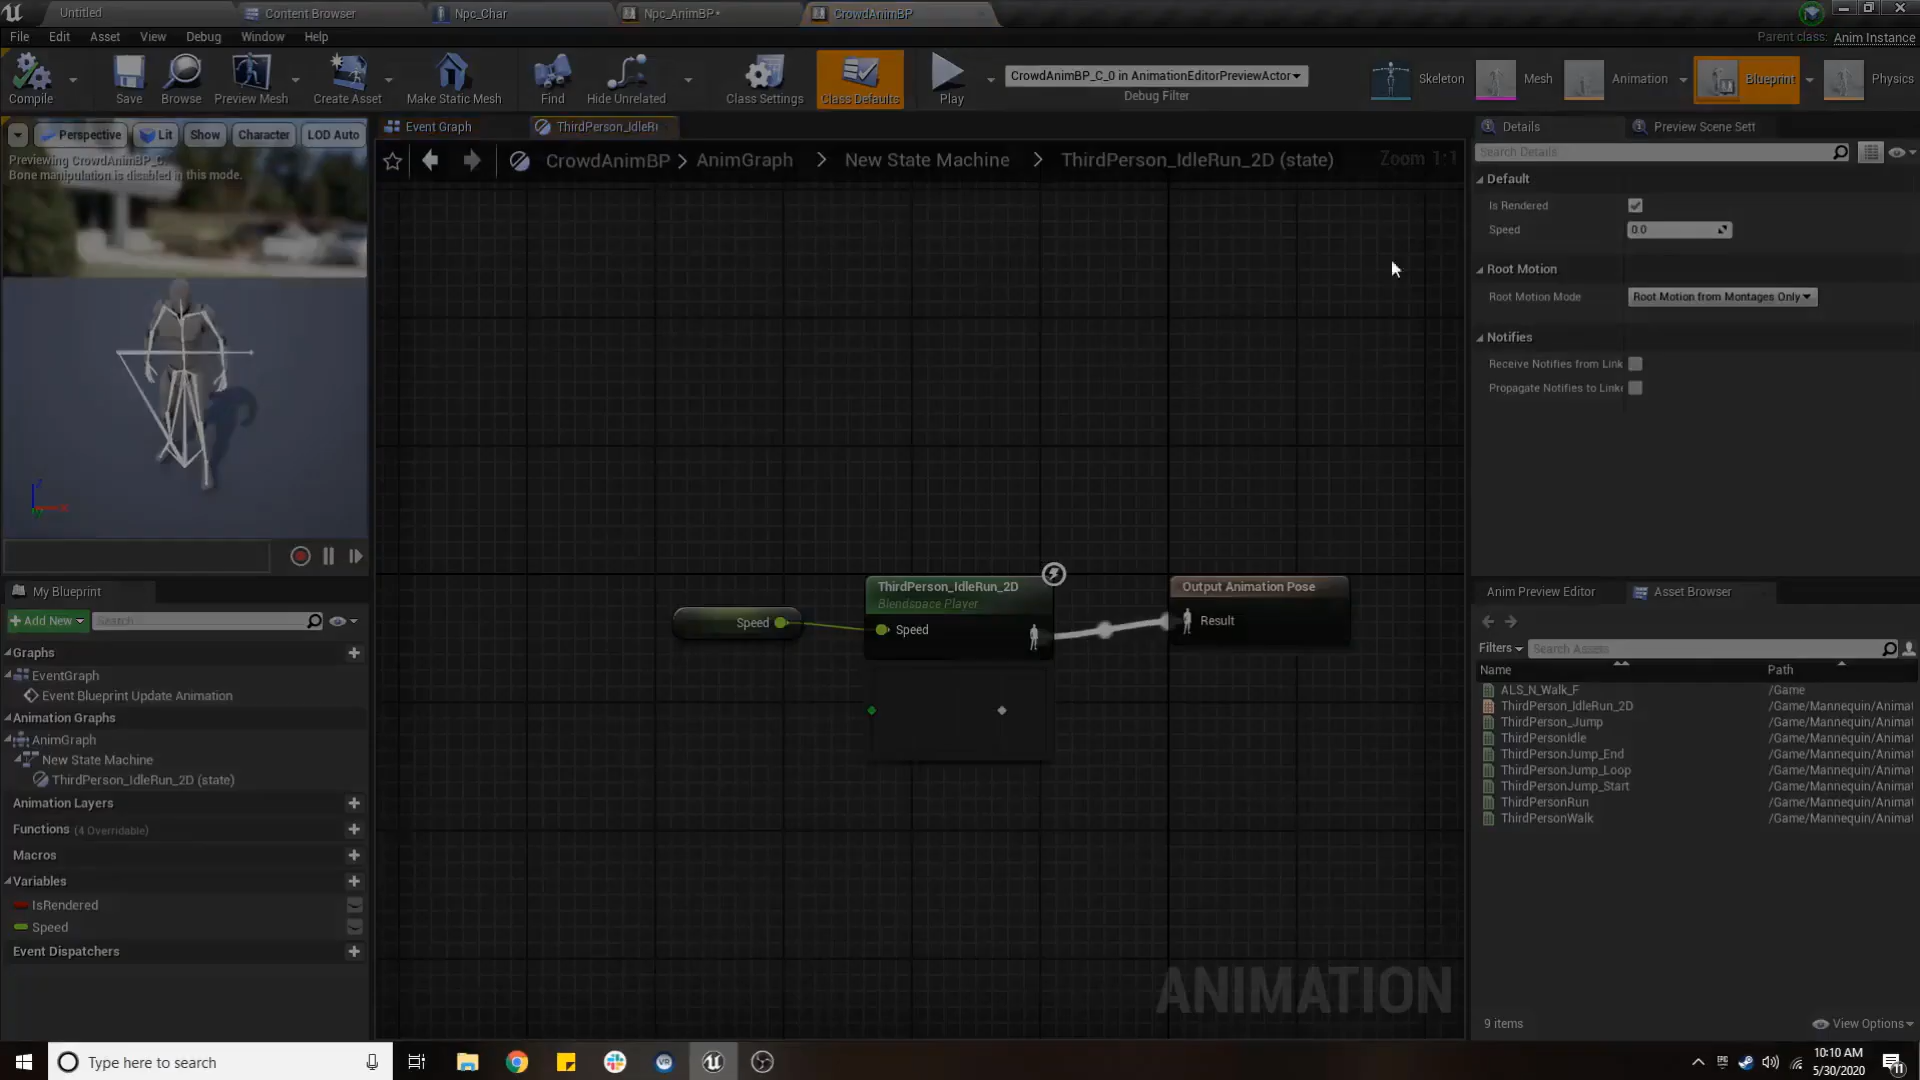 Untitled
Content Browser
Npc_Char
Npc_AnimBP*
CrowdAnimBP
File
Edit
Asset
View
Debug
Window
Help
Parent class:
Anim Instance
Compile
Save
Browse
Preview Mesh
Create Asset
Make Static Mesh
Find
Hide Unrelated
Class Settings
Class Defaults
Play
CrowdAnimBP_C_0 in AnimationEditorPreviewActor
Debug Filter
Skeleton
Mesh
Animation
Blueprint
Physics
Perspective
Lit
Show
Character
LOD Auto
Previewing CrowdAnimBP_C.
Bone manipulation is disabled in this mode.
Event Graph
ThirdPerson_IdleR
CrowdAnimBP
AnimGraph
New State Machine
ThirdPerson_IdleRun_2D (state)
Zoom 1:1
Speed
ThirdPerson_IdleRun_2D
Blendspace Player
Speed
Output Animation Pose
Result
ANIMATION
My Blueprint
Add New
Search
Graphs
EventGraph
Event Blueprint Update Animation
Animation Graphs
AnimGraph
New State Machine
ThirdPerson_IdleRun_2D (state)
Animation Layers
Functions (4 Overridable)
Macros
Variables
IsRendered
Speed
Event Dispatchers
Details
Preview Scene Sett
Search Details
Default
Is Rendered
Speed
0.0
Root Motion
Root Motion Mode
Root Motion from Montages Only
Notifies
Receive Notifies from Link
Propagate Notifies to Link
Anim Preview Editor
Asset Browser
Filters
Search Assets
Name
Path
ALS_N_Walk_F
/Game
ThirdPerson_IdleRun_2D
/Game/Mannequin/Animat
ThirdPerson_Jump
/Game/Mannequin/Animat
ThirdPersonIdle
/Game/Mannequin/Animat
ThirdPersonJump_End
/Game/Mannequin/Animat
ThirdPersonJump_Loop
/Game/Mannequin/Animat
ThirdPersonJump_Start
/Game/Mannequin/Animat
ThirdPersonRun
/Game/Mannequin/Animat
ThirdPersonWalk
/Game/Mannequin/Animat
9 items
View Options
Type here to search
10:10 AM
5/30/2020